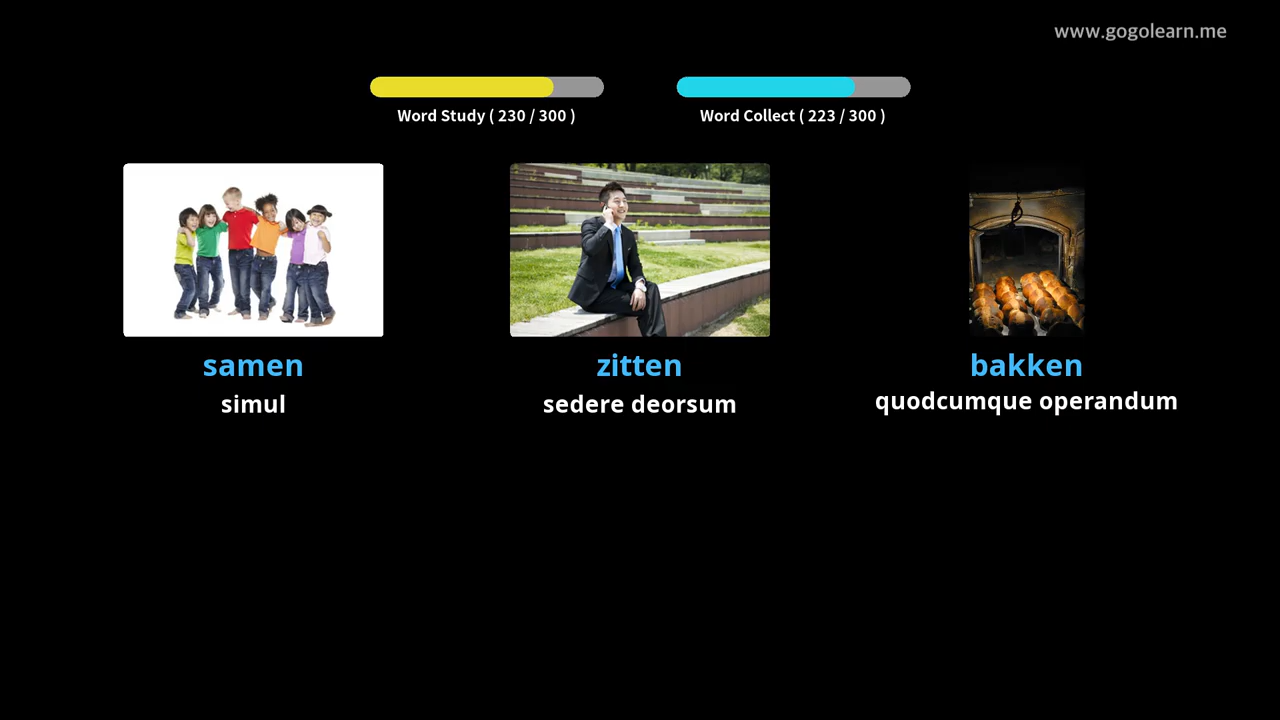 www.gogolearn.me
Word Study ( 230 / 300 )
Word Collect ( 223 / 300 )
samen
simul
zitten
sedere deorsum
bakken
quodcumque operandum